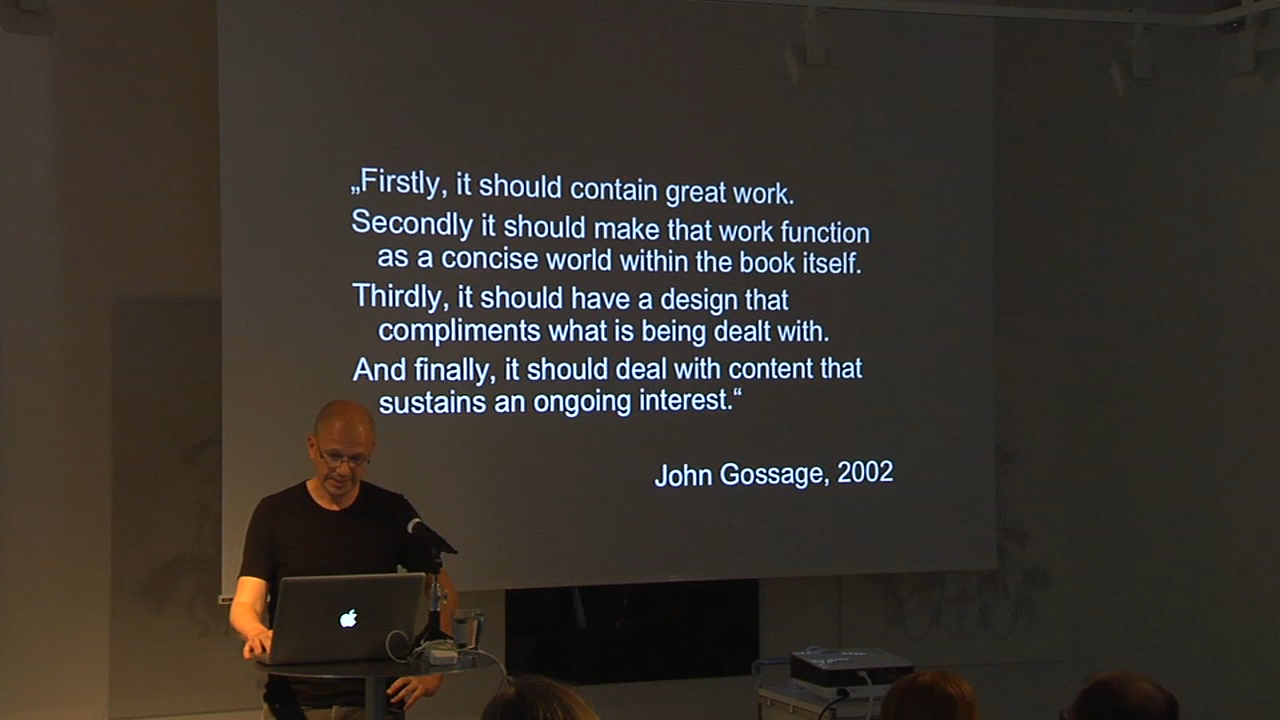 „Firstly, it should contain great work.
Secondly it should make that work function
as a concise world within the book itself.
Thirdly, it should have a design that
compliments what is being dealt with.
And finally, it should deal with content that
sustains an ongoing interest.“
John Gossage, 2002